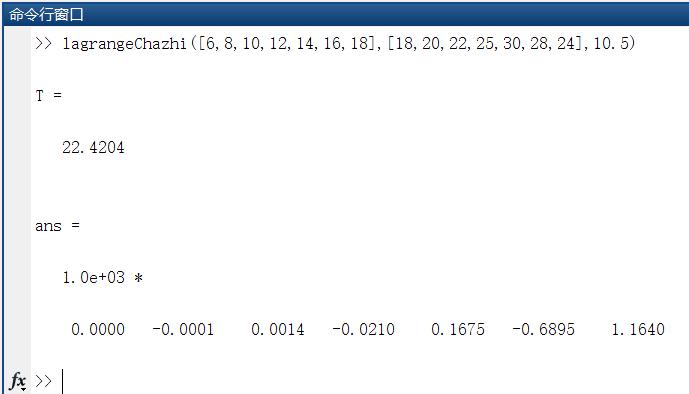 命令行窗口
>> lagrangeChazhi([6,8,10,12,14,16,18],[18,20,22,25,30,28,24],10.5)
T =
22.4204
ans =
1.0e+03 *
0.0000 -0.0001 0.0014 -0.0210 0.1675 -0.6895 1.1640
fx >>